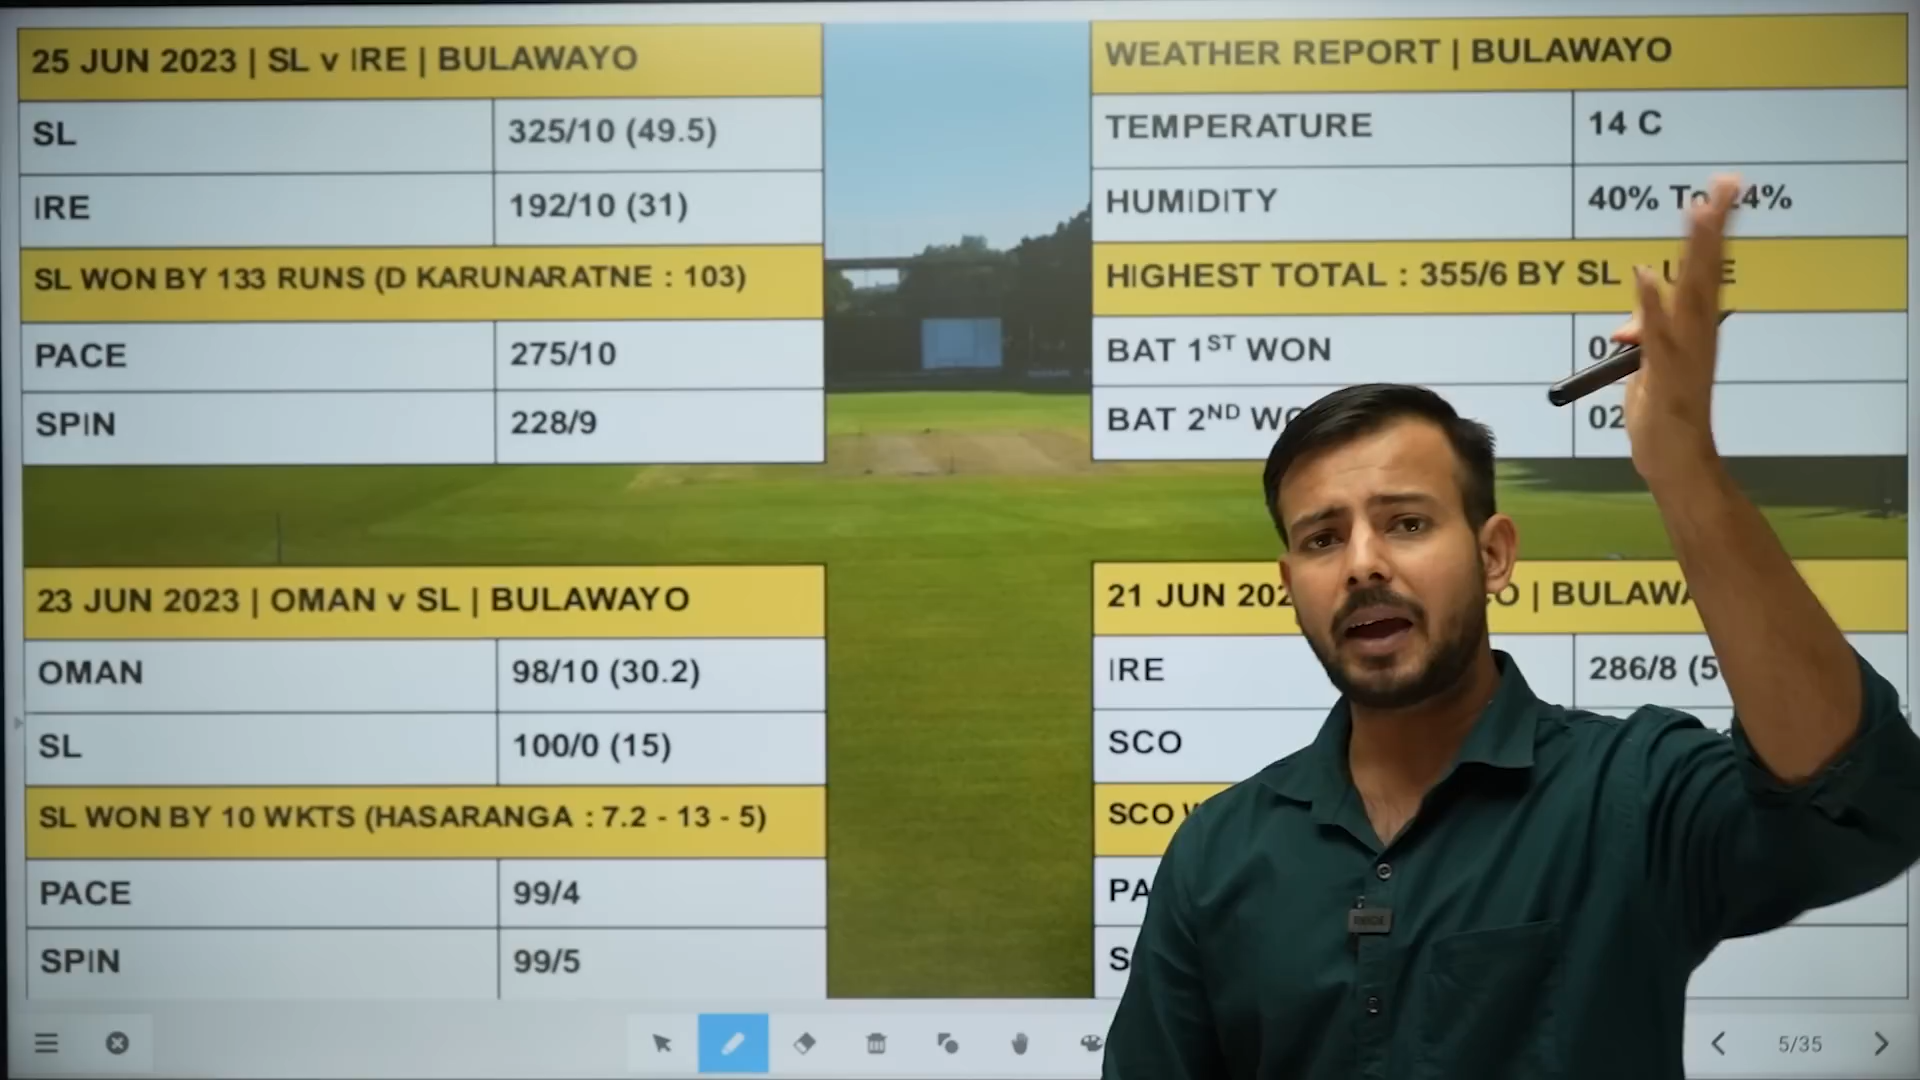 25 JUN 2023 | SL v IRE | BULAWAYO
SL 325/10 (49.5)
IRE 192/10 (31)
SL WON BY 133 RUNS (D KARUNARATNE : 103)
PACE 275/10
SPIN 228/9
WEATHER REPORT | BULAWAYO
TEMPERATURE 14 C
HUMIDITY 40% To 24%
HIGHEST TOTAL : 355/6 BY SL
BAT 1ST WON 02
BAT 2ND 02
23 JUN 2023 | OMAN v SL | BULAWAYO
OMAN 98/10 (30.2)
SL 100/0 (15)
SL WON BY 10 WKTS (HASARANGA : 7.2 - 13 - 5)
PACE 99/4
SPIN 99/5
21 JUN | BULAWA
IRE 286/8 (5
SCO
SCO
PA
S
5/35